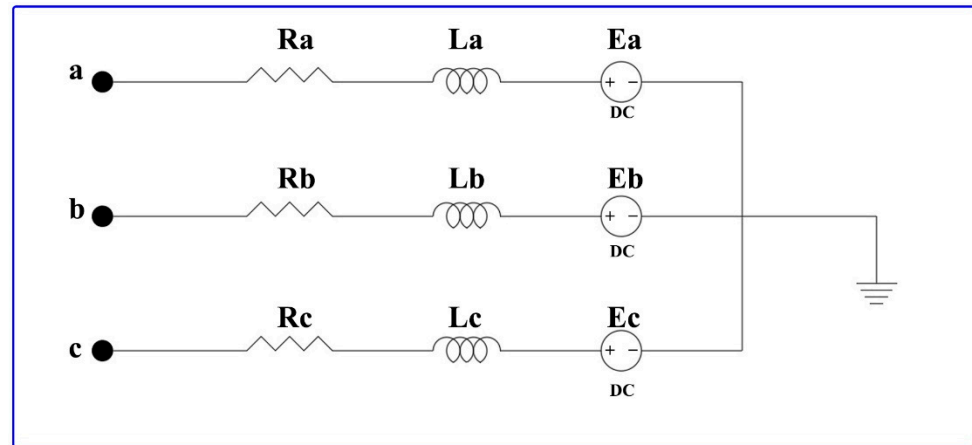 Ra La Ea
a + −
DC
Rb Lb Eb
b + −
DC
Rc Lc Ec
c + −
DC